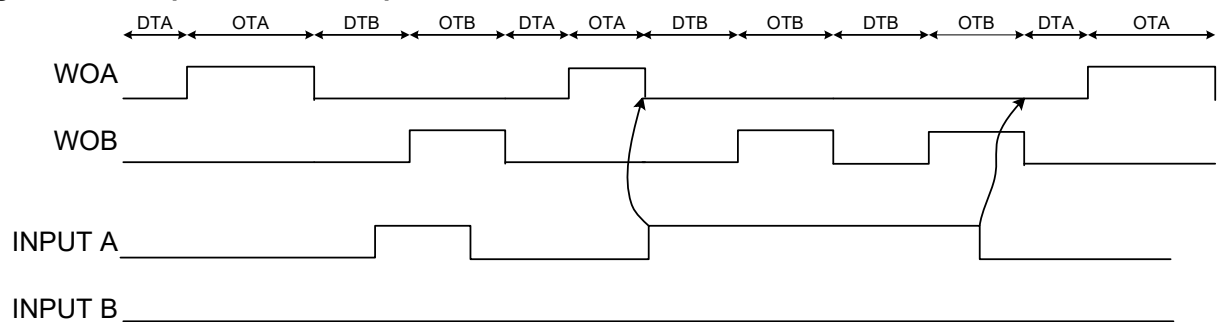 DTA OTA DTB OTB DTA OTA DTB OTB DTB OTB DTA OTA
WOA
WOB
INPUT A
INPUT B